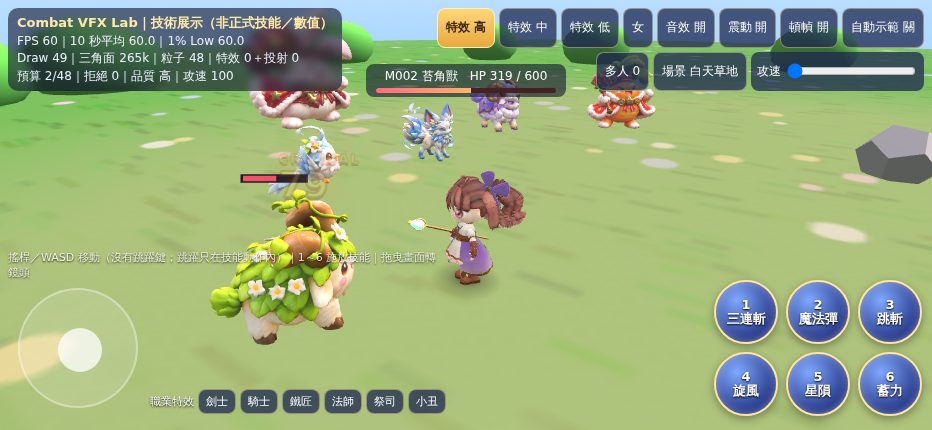 Combat VFX Lab｜技術展示（非正式技能／數值）
FPS 60｜10 秒平均 60.0｜1% Low 60.0
Draw 49｜三角面 265k｜粒子 48｜特效 0＋投射 0
預算 2/48｜拒絕 0｜品質 高｜攻速 100
特效 高
特效 中
特效 低
女
音效 開
震動 開
頓幀 開
自動示範 關
多人 0
場景 白天草地
攻速
M002 苔角獸 HP 319 / 600
搖桿／WASD 移動（沒有跳躍鍵；跳躍只在技能動作內）｜1–6 施放技能｜拖曳畫面轉
鏡頭
1
三連斬
2
魔法彈
3
跳斬
4
旋風
5
星隕
6
蓄力
職業特效
劍士
騎士
鐵匠
法師
祭司
小丑